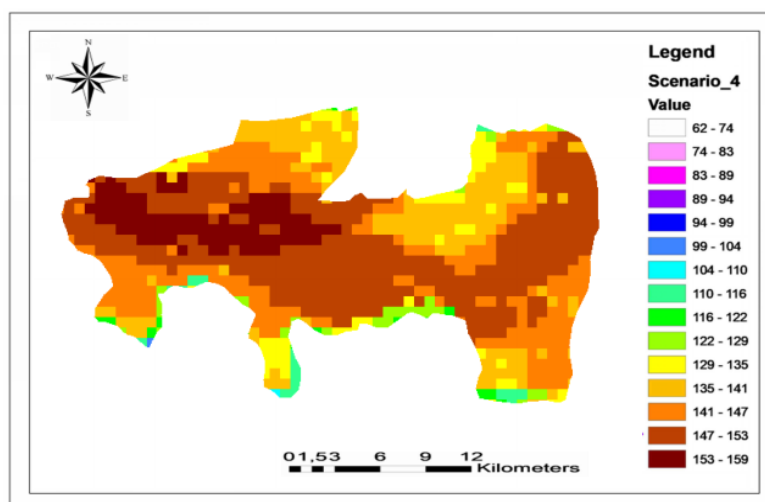 N
W E
S
Legend
Scenario_4
Value
62 - 74
74 - 83
83 - 89
89 - 94
94 - 99
99 - 104
104 - 110
110 - 116
116 - 122
122 - 129
129 - 135
135 - 141
141 - 147
147 - 153
153 - 159
01,53 6 9 12
Kilometers